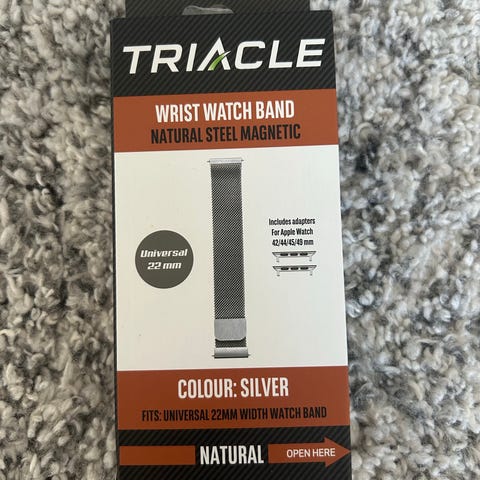 TRIACLE
WRIST WATCH BAND
NATURAL STEEL MAGNETIC
Includes adapters
For Apple Watch
42/44/45/49 mm
Universal
22 mm
COLOUR: SILVER
FITS: UNIVERSAL 22MM WIDTH WATCH BAND
NATURAL OPEN HERE